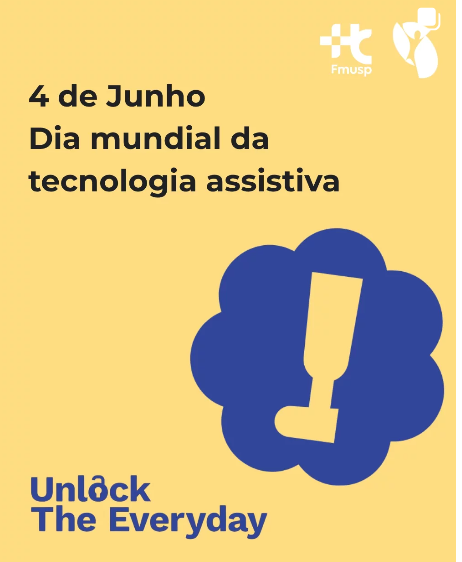 Fmusp
4 de Junho
Dia mundial da
tecnologia assistiva
Unlock
The Everyday